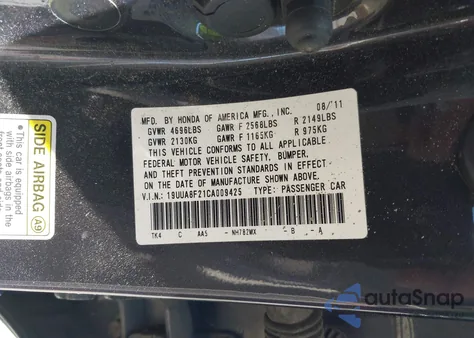 MFD. BY HONDA OF AMERICA MFG., INC. 08/11
GVWR 4696LBS GAWR F 2568LBS R 2149LBS
GVWR 2130KG GAWR F 1165KG R 975KG
THIS VEHICLE CONFORMS TO ALL APPLICABLE
FEDERAL MOTOR VEHICLE SAFETY, BUMPER,
AND THEFT PREVENTION STANDARDS IN EFFECT
ON THE DATE OF MANUFACTURE SHOWN ABOVE.
V.I.N.: 19UUA8F21CA009425 TYPE: PASSENGER CAR
TK4 C AA5 NH782MX B - A
SIDE AIRBAG A9
•This car is
with side airbags in the
autoSnap